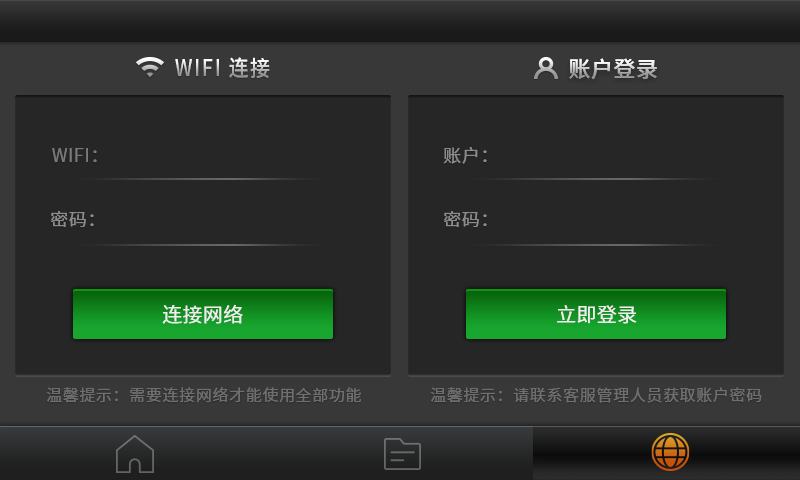 WIFI 连接
WIFI：
密码：
连接网络
温馨提示：需要连接网络才能使用全部功能
账户登录
账户：
密码：
立即登录
温馨提示：请联系客服管理人员获取账户密码